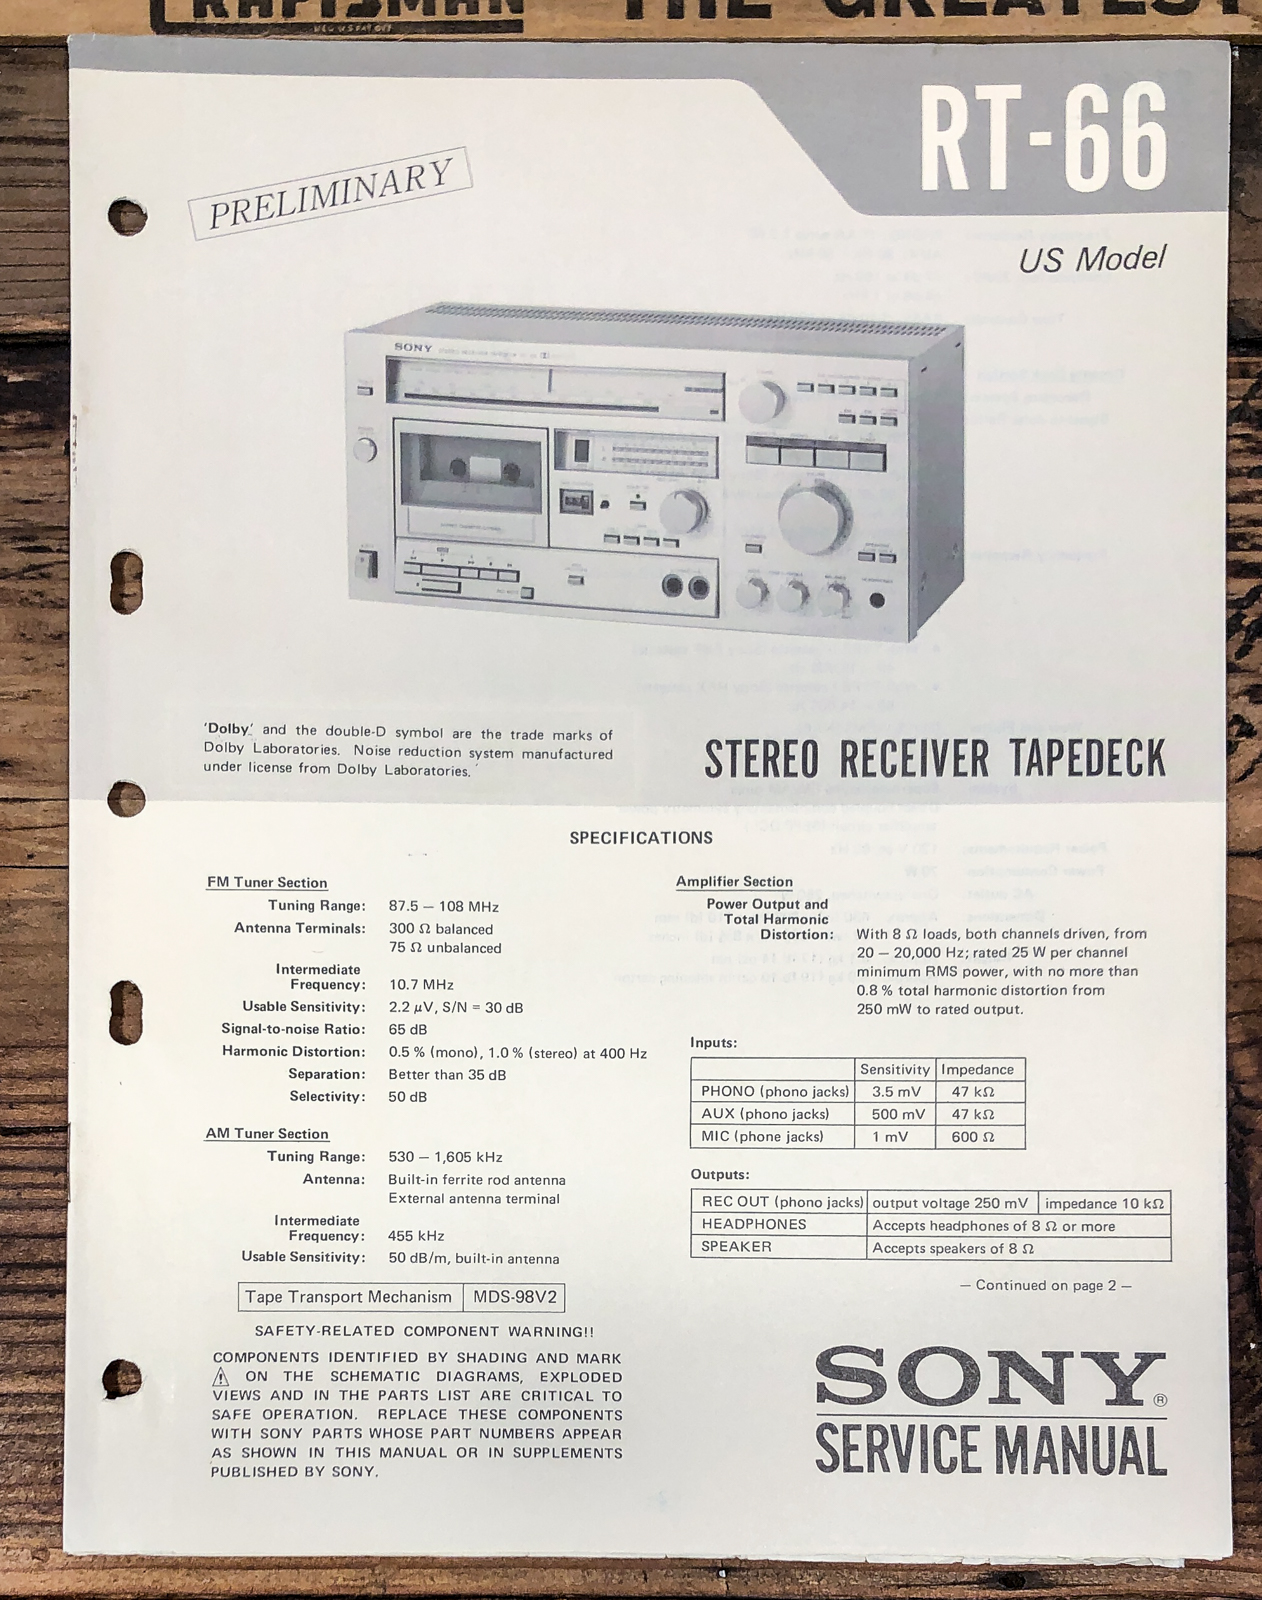 THE GREATEST
RT-66
PRELIMINARY
US Model
SONY
'Dolby' and the double-D symbol are the trade marks of
Dolby Laboratories. Noise reduction system manufactured
under license from Dolby Laboratories.
STEREO RECEIVER TAPEDECK
SPECIFICATIONS
FM Tuner Section
Tuning Range: 87.5 – 108 MHz
Antenna Terminals: 300 Ω balanced
75 Ω unbalanced
Intermediate
Frequency: 10.7 MHz
Usable Sensitivity: 2.2 μV, S/N = 30 dB
Signal-to-noise Ratio: 65 dB
Harmonic Distortion: 0.5 % (mono), 1.0 % (stereo) at 400 Hz
Separation: Better than 35 dB
Selectivity: 50 dB
AM Tuner Section
Tuning Range: 530 – 1,605 kHz
Antenna: Built-in ferrite rod antenna
External antenna terminal
Intermediate
Frequency: 455 kHz
Usable Sensitivity: 50 dB/m, built-in antenna
Tape Transport Mechanism MDS-98V2
SAFETY-RELATED COMPONENT WARNING!!
COMPONENTS IDENTIFIED BY SHADING AND MARK
⚠ ON THE SCHEMATIC DIAGRAMS, EXPLODED
VIEWS AND IN THE PARTS LIST ARE CRITICAL TO
SAFE OPERATION. REPLACE THESE COMPONENTS
WITH SONY PARTS WHOSE PART NUMBERS APPEAR
AS SHOWN IN THIS MANUAL OR IN SUPPLEMENTS
PUBLISHED BY SONY.
Amplifier Section
Power Output and
Total Harmonic
Distortion: With 8 Ω loads, both channels driven, from
20 – 20,000 Hz; rated 25 W per channel
minimum RMS power, with no more than
0.8 % total harmonic distortion from
250 mW to rated output.
Inputs:
Sensitivity Impedance
PHONO (phono jacks) 3.5 mV 47 kΩ
AUX (phono jacks) 500 mV 47 kΩ
MIC (phone jacks) 1 mV 600 Ω
Outputs:
REC OUT (phono jacks) output voltage 250 mV impedance 10 kΩ
HEADPHONES Accepts headphones of 8 Ω or more
SPEAKER Accepts speakers of 8 Ω
— Continued on page 2 —
SONY®
SERVICE MANUAL